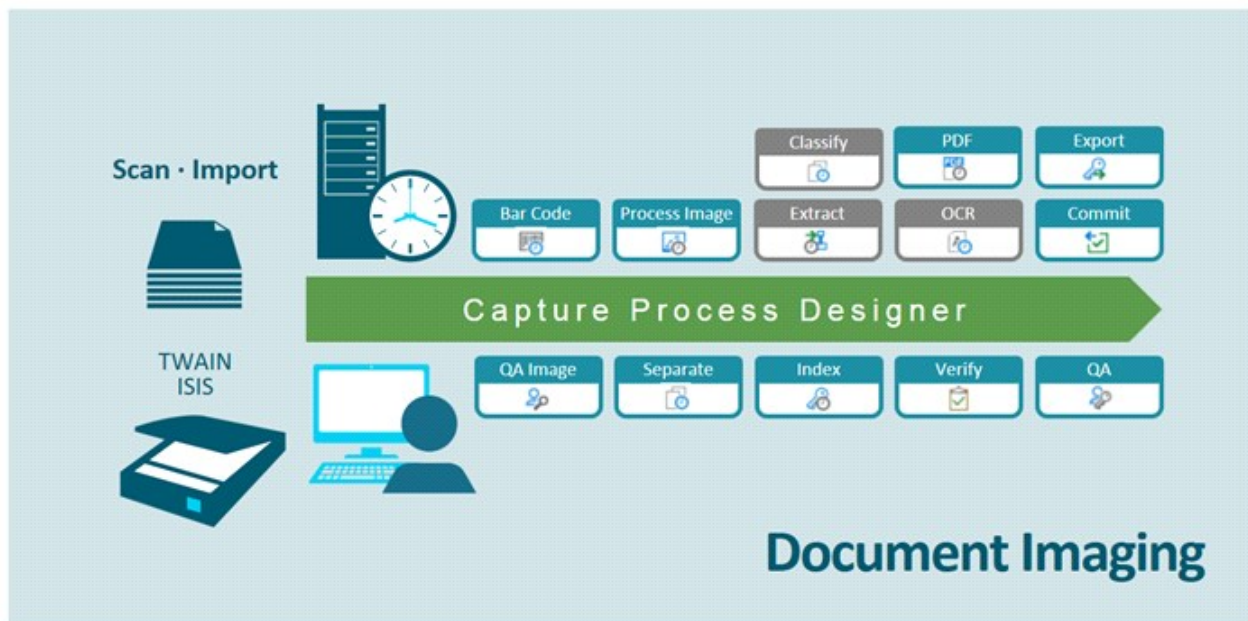 Scan · Import
TWAIN
ISIS
Classify
PDF
Export
Bar Code
Process Image
Extract
OCR
Commit
Capture Process Designer
QA Image
Separate
Index
Verify
QA
Document Imaging